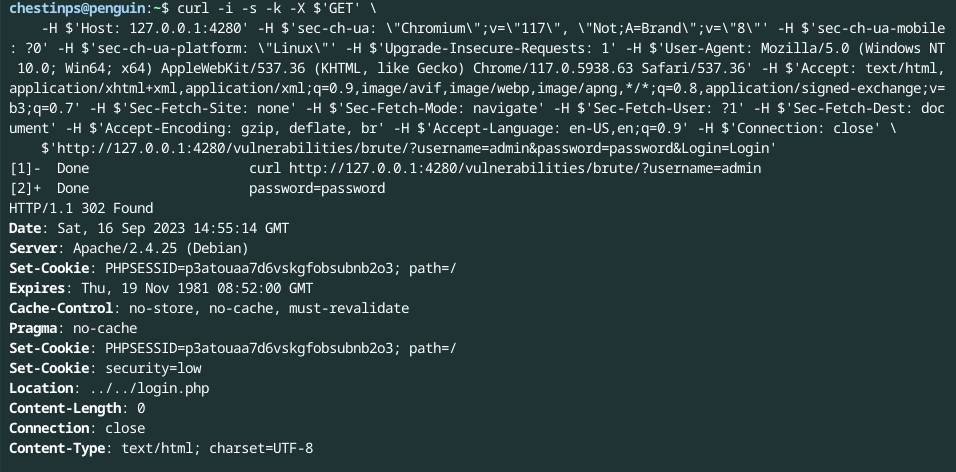 chestinps@penguin:~$ curl -i -s -k -X $'GET' \
    -H $'Host: 127.0.0.1:4280' -H $'sec-ch-ua: \"Chromium\";v=\"117\", \"Not;A=Brand\";v=\"8\"' -H $'sec-ch-ua-mobile
: ?0' -H $'sec-ch-ua-platform: \"Linux\"' -H $'Upgrade-Insecure-Requests: 1' -H $'User-Agent: Mozilla/5.0 (Windows NT
 10.0; Win64; x64) AppleWebKit/537.36 (KHTML, like Gecko) Chrome/117.0.5938.63 Safari/537.36' -H $'Accept: text/html,
application/xhtml+xml,application/xml;q=0.9,image/avif,image/webp,image/apng,*/*;q=0.8,application/signed-exchange;v=
b3;q=0.7' -H $'Sec-Fetch-Site: none' -H $'Sec-Fetch-Mode: navigate' -H $'Sec-Fetch-User: ?1' -H $'Sec-Fetch-Dest: doc
ument' -H $'Accept-Encoding: gzip, deflate, br' -H $'Accept-Language: en-US,en;q=0.9' -H $'Connection: close' \
    $'http://127.0.0.1:4280/vulnerabilities/brute/?username=admin&password=password&Login=Login'
[1]-  Done                    curl http://127.0.0.1:4280/vulnerabilities/brute/?username=admin
[2]+  Done                    password=password
HTTP/1.1 302 Found
Date: Sat, 16 Sep 2023 14:55:14 GMT
Server: Apache/2.4.25 (Debian)
Set-Cookie: PHPSESSID=p3atouaa7d6vskgfobsubnb2o3; path=/
Expires: Thu, 19 Nov 1981 08:52:00 GMT
Cache-Control: no-store, no-cache, must-revalidate
Pragma: no-cache
Set-Cookie: PHPSESSID=p3atouaa7d6vskgfobsubnb2o3; path=/
Set-Cookie: security=low
Location: ../../login.php
Content-Length: 0
Connection: close
Content-Type: text/html; charset=UTF-8